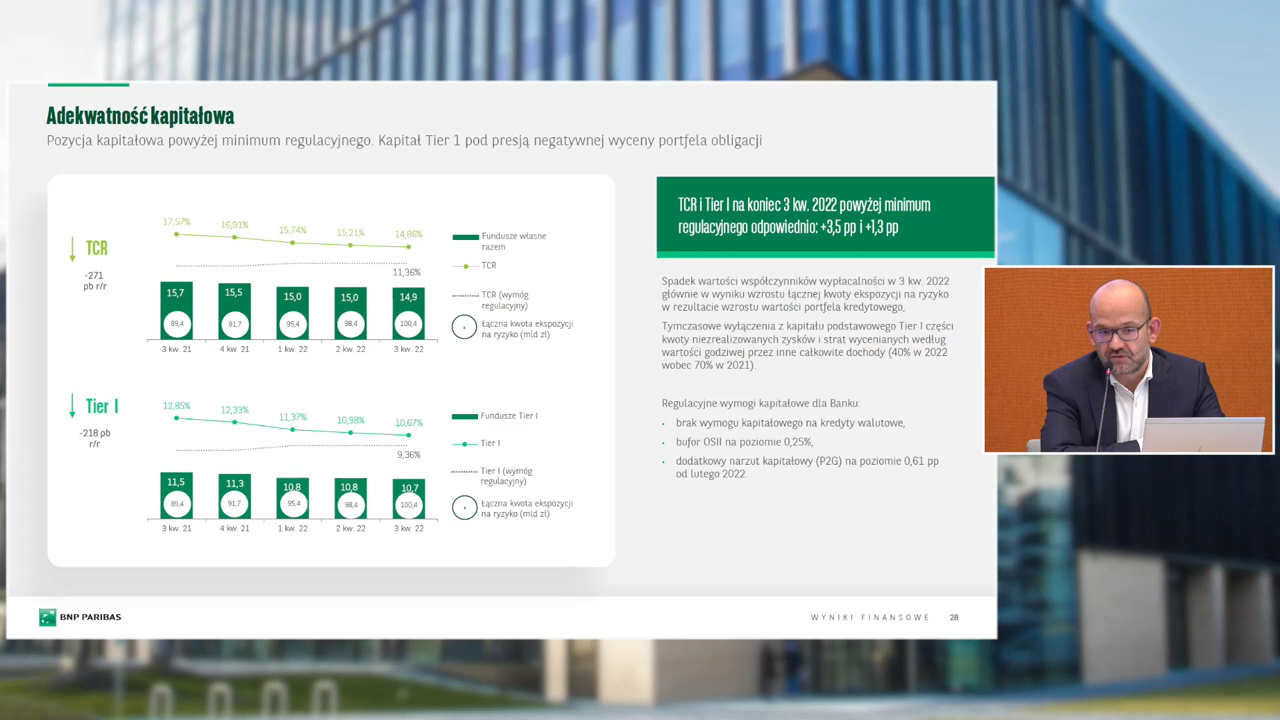 Adekwatność kapitałowa
Pozycja kapitałowa powyżej minimum regulacyjnego. Kapitał Tier 1 pod presją negatywnej wyceny portfela obligacji
TCR
-271
pb r/r
17,57% 16,91% 15,74% 15,21% 14,86%
11,36%
15,7 15,5 15,0 15,0 14,9
89,4 91,7 95,4 98,4 100,4
3 kw. 21 4 kw. 21 1 kw. 22 2 kw. 22 3 kw. 22
Fundusze własne
razem
TCR
TCR (wymóg
regulacyjny)
Łączna kwota ekspozycji
na ryzyko (mld zł)
Tier I
-218 pb
r/r
12,85% 12,33% 11,37% 10,98% 10,67%
9,36%
11,5 11,3 10,8 10,8 10,7
89,4 91,7 95,4 98,4 100,4
3 kw. 21 4 kw. 21 1 kw. 22 2 kw. 22 3 kw. 22
Fundusze Tier I
Tier I
Tier I (wymóg
regulacyjny)
Łączna kwota ekspozycji
na ryzyko (mld zł)
TCR i Tier I na koniec 3 kw. 2022 powyżej minimum
regulacyjnego odpowiednio: +3,5 pp i +1,3 pp
Spadek wartości współczynników wypłacalności w 3 kw. 2022
głównie w wyniku wzrostu łącznej kwoty ekspozycji na ryzyko
w rezultacie wzrostu wartości portfela kredytowego,
Tymczasowe wyłączenia z kapitału podstawowego Tier I części
kwoty niezrealizowanych zysków i strat wycenianych według
wartości godziwej przez inne całkowite dochody (40% w 2022
wobec 70% w 2021).
Regulacyjne wymogi kapitałowe dla Banku:
• brak wymogu kapitałowego na kredyty walutowe,
• bufor OSII na poziomie 0,25%,
• dodatkowy narzut kapitałowy (P2G) na poziomie 0,61 pp
od lutego 2022.
BNP PARIBAS
WYNIKI FINANSOWE 28